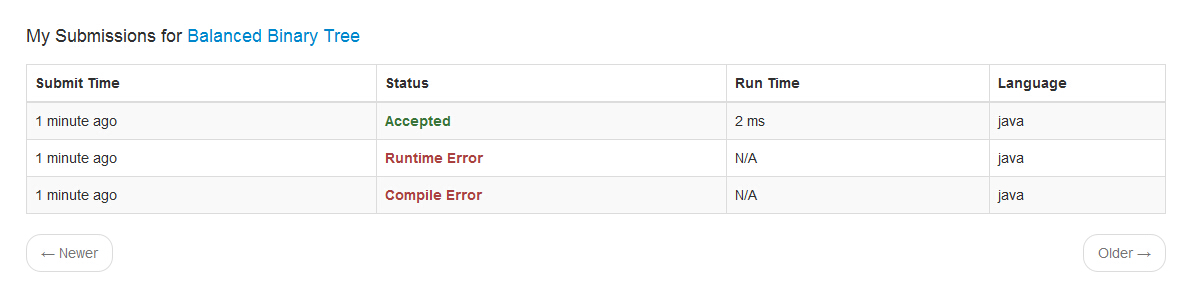 My Submissions for Balanced Binary Tree
Submit Time Status Run Time Language
1 minute ago Accepted 2 ms java
1 minute ago Runtime Error N/A java
1 minute ago Compile Error N/A java
← Newer Older →